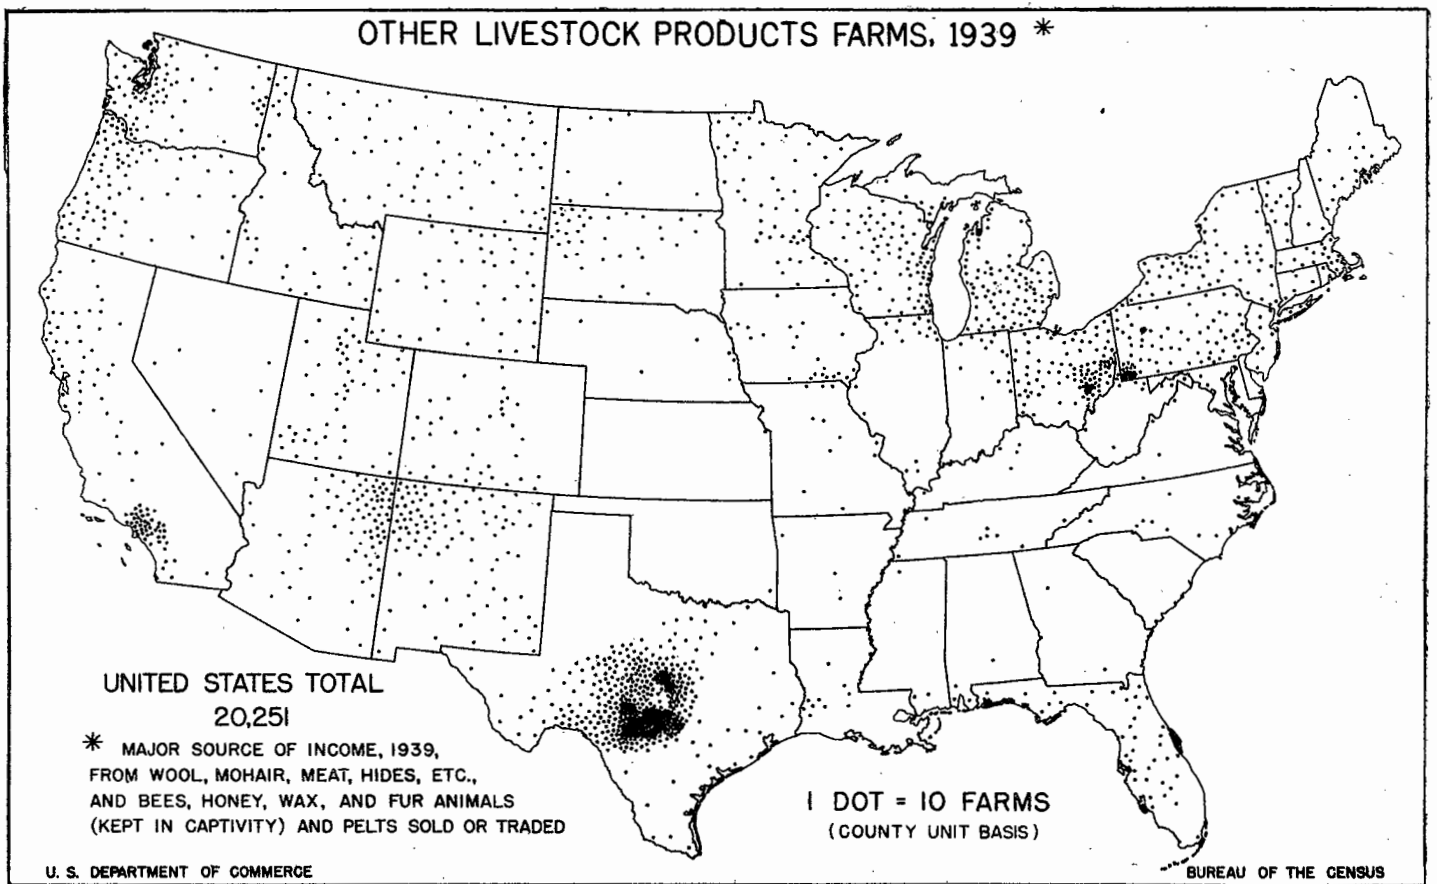 OTHER LIVESTOCK PRODUCTS FARMS, 1939 *
UNITED STATES TOTAL
20,251
* MAJOR SOURCE OF INCOME, 1939,
FROM WOOL, MOHAIR, MEAT, HIDES, ETC.,
AND BEES, HONEY, WAX, AND FUR ANIMALS
(KEPT IN CAPTIVITY) AND PELTS SOLD OR TRADED
1 DOT = 10 FARMS
(COUNTY UNIT BASIS)
U. S. DEPARTMENT OF COMMERCE
BUREAU OF THE CENSUS